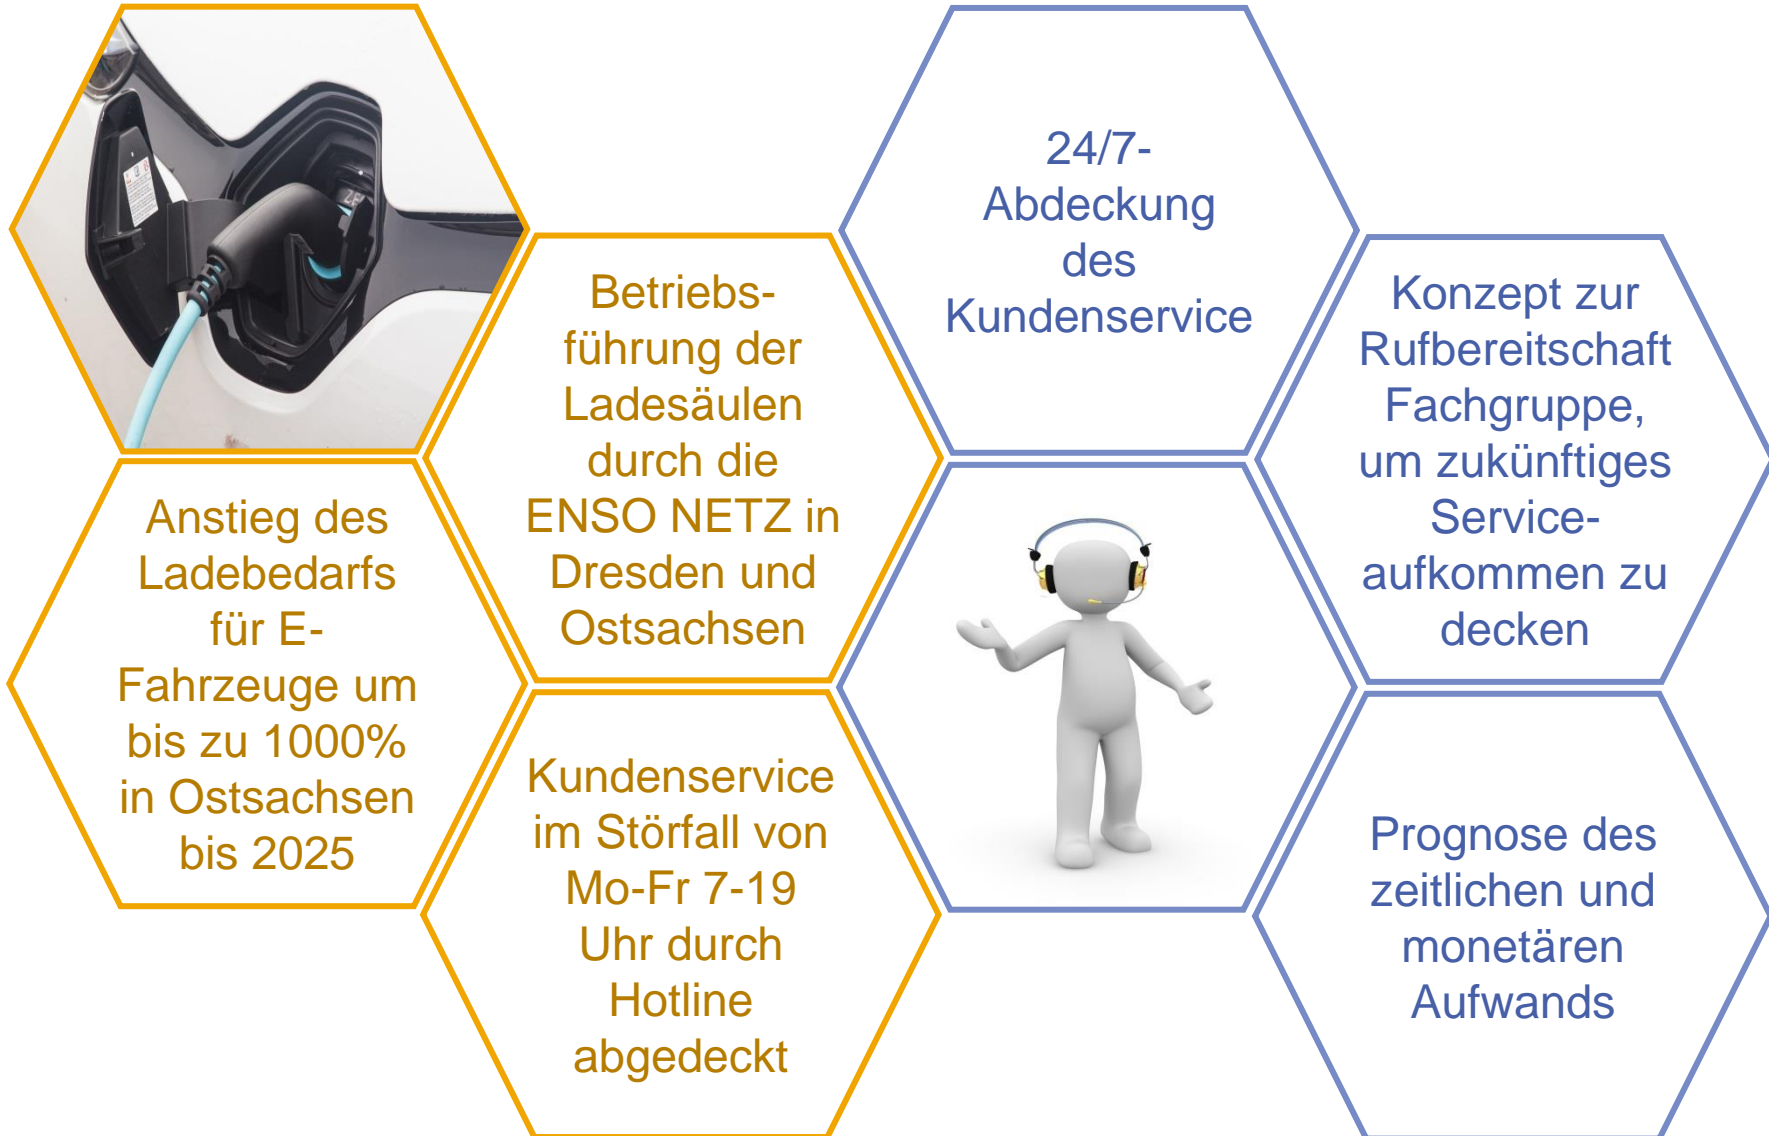 Anstieg des
Ladebedarfs
für E-
Fahrzeuge um
bis zu 1000%
in Ostsachsen
bis 2025
Betriebs-
führung der
Ladesäulen
durch die
ENSO NETZ in
Dresden und
Ostsachsen
Kundenservice
im Störfall von
Mo-Fr 7-19
Uhr durch
Hotline
abgedeckt
24/7-
Abdeckung
des
Kundenservice
Konzept zur
Rufbereitschaft
Fachgruppe,
um zukünftiges
Service-
aufkommen zu
decken
Prognose des
zeitlichen und
monetären
Aufwands